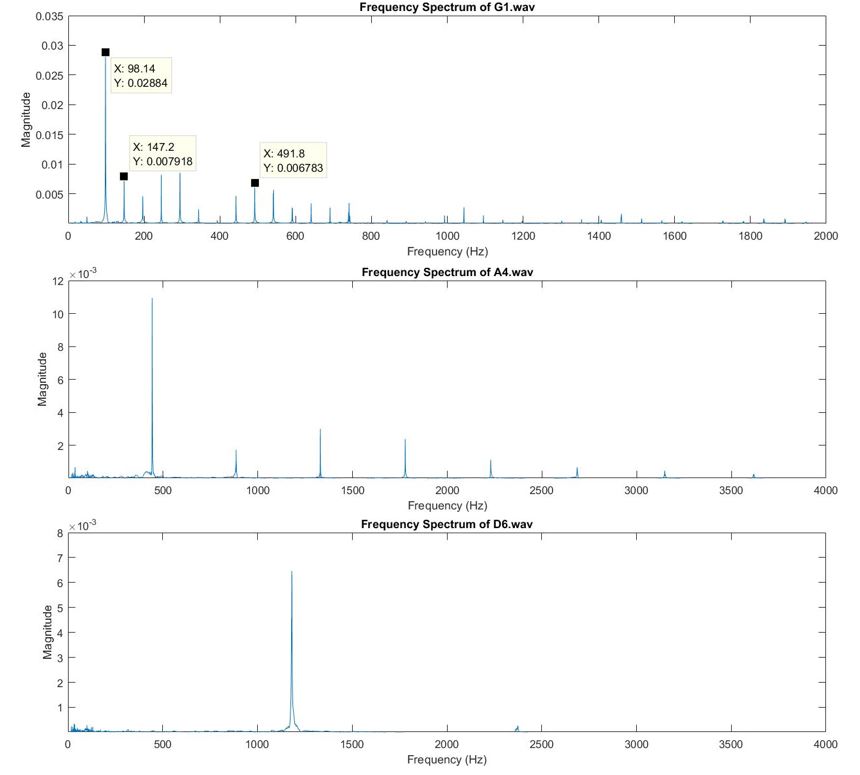 Frequency Spectrum of G1.wav
0.035
0.03
0.025
0.02
0.015
0.01
0.005
Magnitude
X: 98.14
Y: 0.02884
X: 147.2
Y: 0.007918
X: 491.8
Y: 0.006783
0 200 400 600 800 1000 1200 1400 1600 1800 2000
Frequency (Hz)
Frequency Spectrum of A4.wav
×10^-3
12
10
8
6
4
2
Magnitude
0 500 1000 1500 2000 2500 3000 3500 4000
Frequency (Hz)
Frequency Spectrum of D6.wav
×10^-3
8
7
6
5
4
3
2
1
Magnitude
0 500 1000 1500 2000 2500 3000 3500 4000
Frequency (Hz)